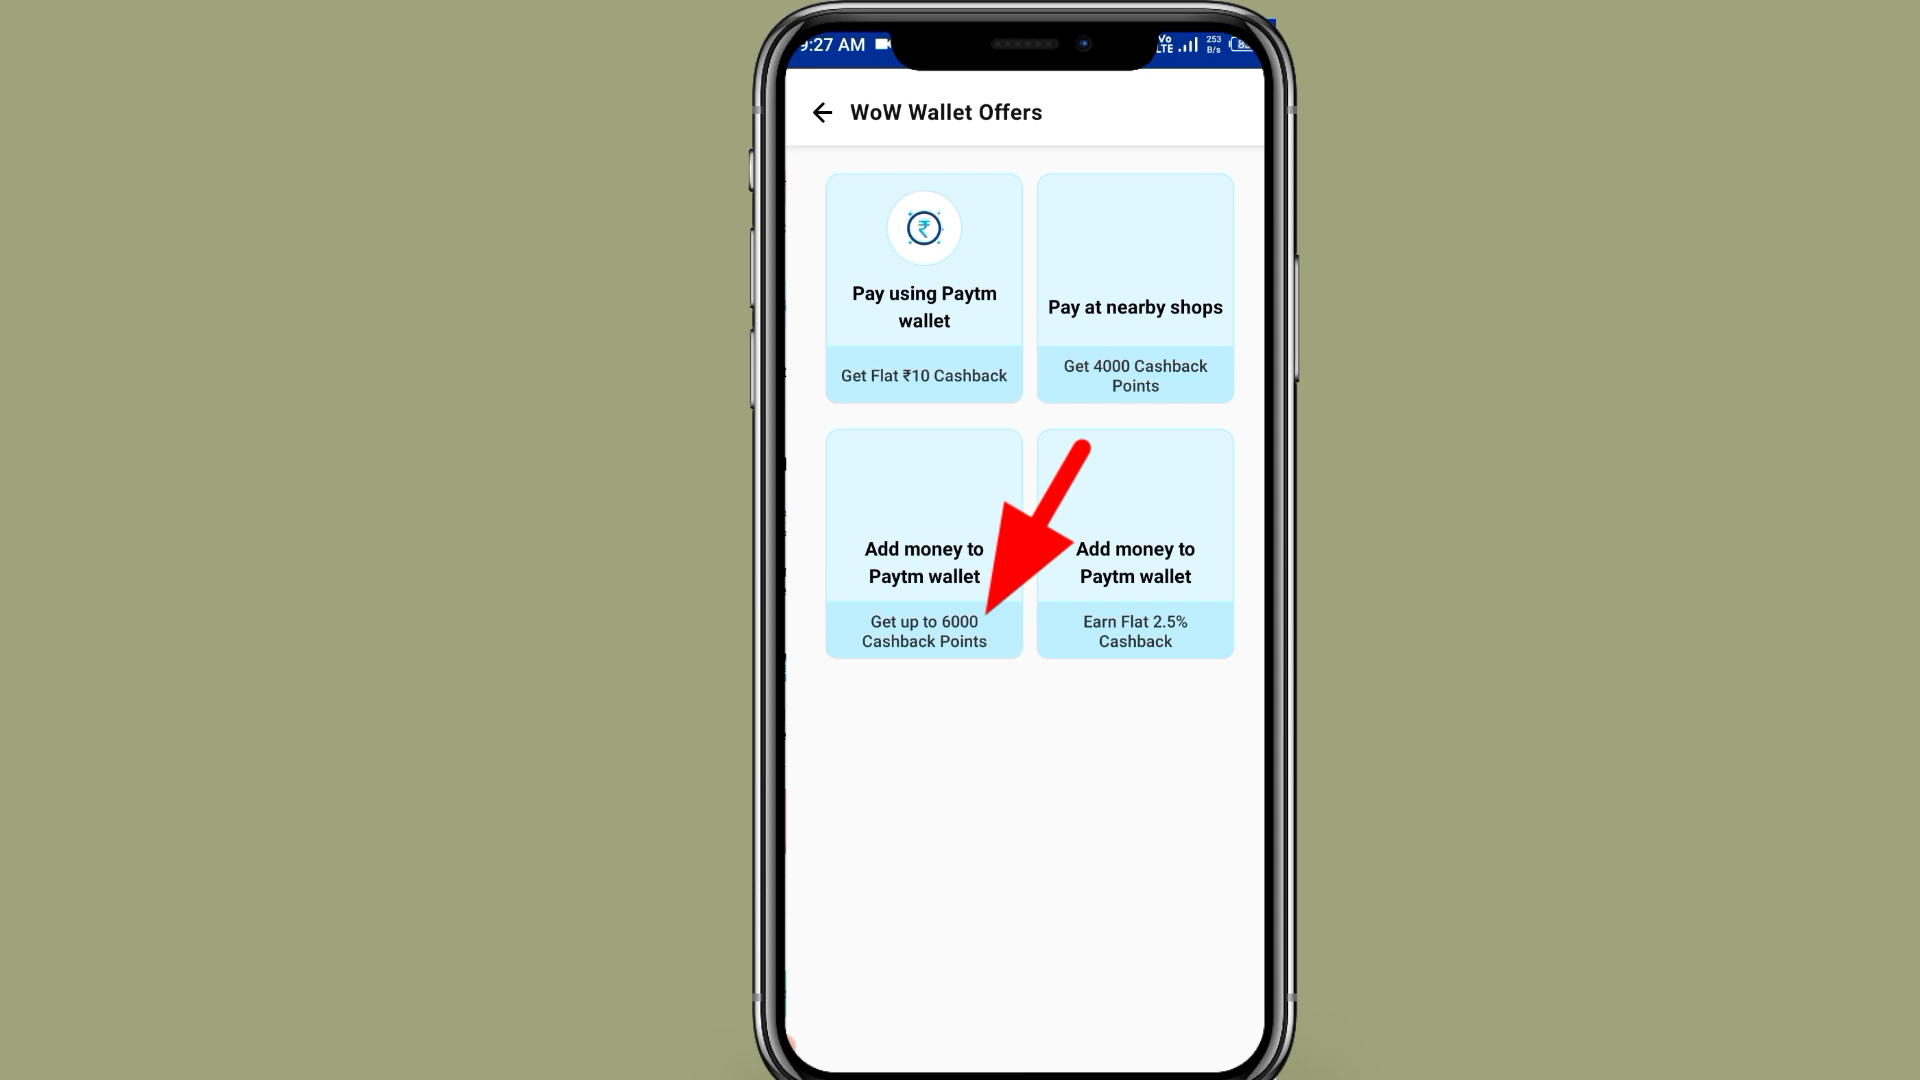 9:27 AM
Vo
LTE
253
B/s
WoW Wallet Offers
₹
Pay using Paytm
wallet
Get Flat ₹10 Cashback
Pay at nearby shops
Get 4000 Cashback
Points
Add money to
Paytm wallet
Get up to 6000
Cashback Points
Add money to
Paytm wallet
Earn Flat 2.5%
Cashback